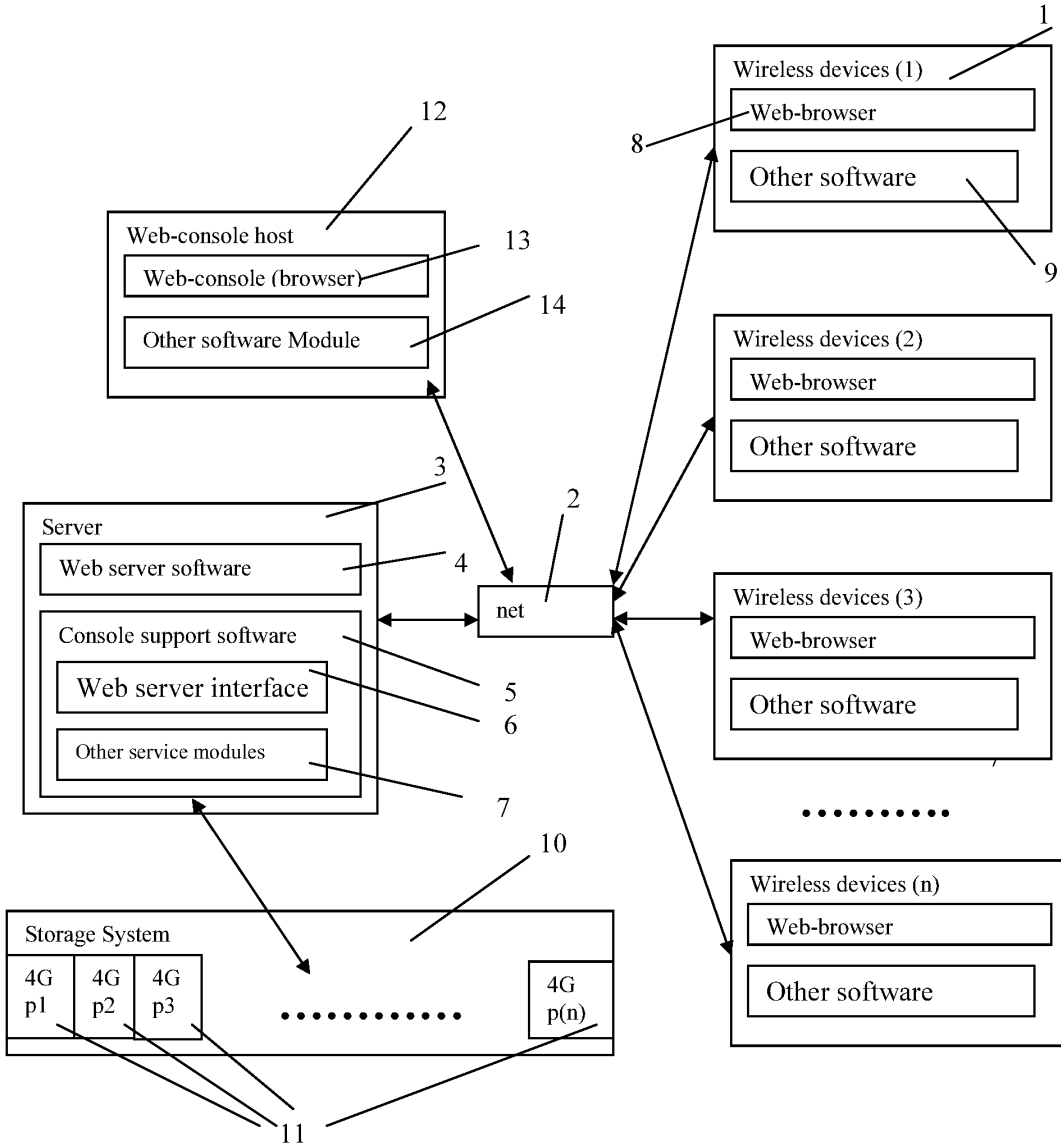 1
Wireless devices (1)
Web-browser
8
Other software
9
12
Web-console host
13
Web-console (browser)
14
Other software Module
Wireless devices (2)
Web-browser
Other software
3
Server
Web server software
4
2
net
Console support software
5
Web server interface
6
Other service modules
7
Wireless devices (3)
Web-browser
Other software
..........
10
Storage System
4G
p1
4G
p2
4G
p3
............
4G
p(n)
11
Wireless devices (n)
Web-browser
Other software